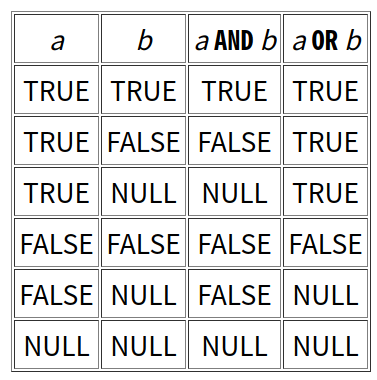 a b a AND b a OR b
TRUE TRUE TRUE TRUE
TRUE FALSE FALSE TRUE
TRUE NULL NULL TRUE
FALSE FALSE FALSE FALSE
FALSE NULL FALSE NULL
NULL NULL NULL NULL